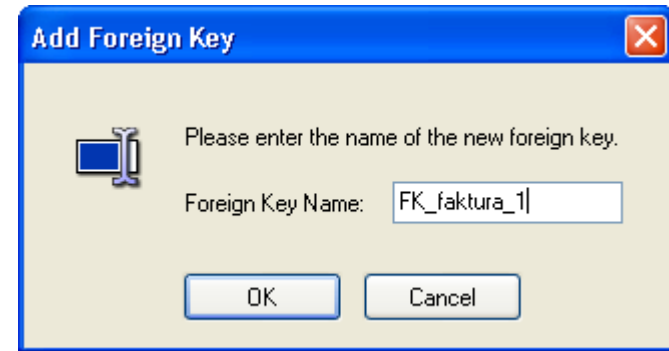 Add Foreign Key
Please enter the name of the new foreign key.
Foreign Key Name: FK_faktura_1
OK Cancel